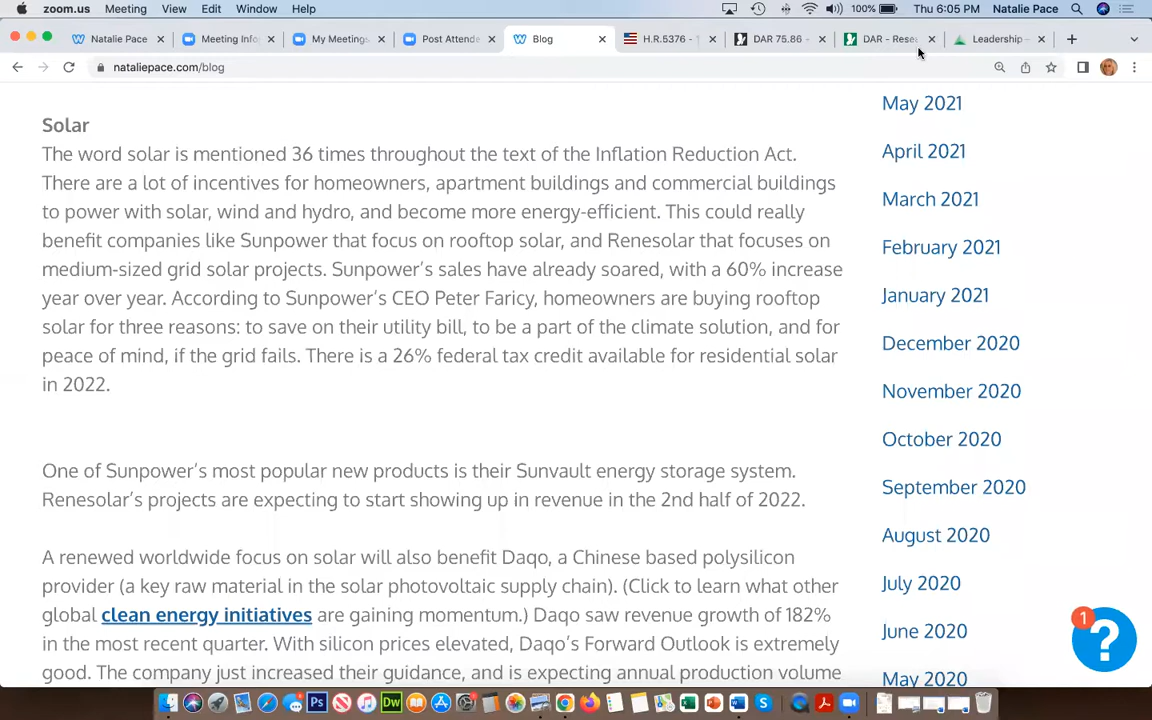 zoom.us Meeting View Edit Window Help 100% Thu 6:05 PM Natalie Pace
Natalie Pace Meeting Info My Meetings Post Attende Blog H.R.5376 - T DAR 75.86 - DAR - Rese Leadership -
nataliepace.com/blog
Solar
The word solar is mentioned 36 times throughout the text of the Inflation Reduction Act.
There are a lot of incentives for homeowners, apartment buildings and commercial buildings
to power with solar, wind and hydro, and become more energy-efficient. This could really
benefit companies like Sunpower that focus on rooftop solar, and Renesolar that focuses on
medium-sized grid solar projects. Sunpower's sales have already soared, with a 60% increase
year over year. According to Sunpower's CEO Peter Faricy, homeowners are buying rooftop
solar for three reasons: to save on their utility bill, to be a part of the climate solution, and for
peace of mind, if the grid fails. There is a 26% federal tax credit available for residential solar
in 2022.
One of Sunpower's most popular new products is their Sunvault energy storage system.
Renesolar's projects are expecting to start showing up in revenue in the 2nd half of 2022.
A renewed worldwide focus on solar will also benefit Daqo, a Chinese based polysilicon
provider (a key raw material in the solar photovoltaic supply chain). (Click to learn what other
global clean energy initiatives are gaining momentum.) Daqo saw revenue growth of 182%
in the most recent quarter. With silicon prices elevated, Daqo's Forward Outlook is extremely
good. The company just increased their guidance, and is expecting annual production volume
May 2021
April 2021
March 2021
February 2021
January 2021
December 2020
November 2020
October 2020
September 2020
August 2020
July 2020
June 2020
May 2020
1
?
Ps
Dw